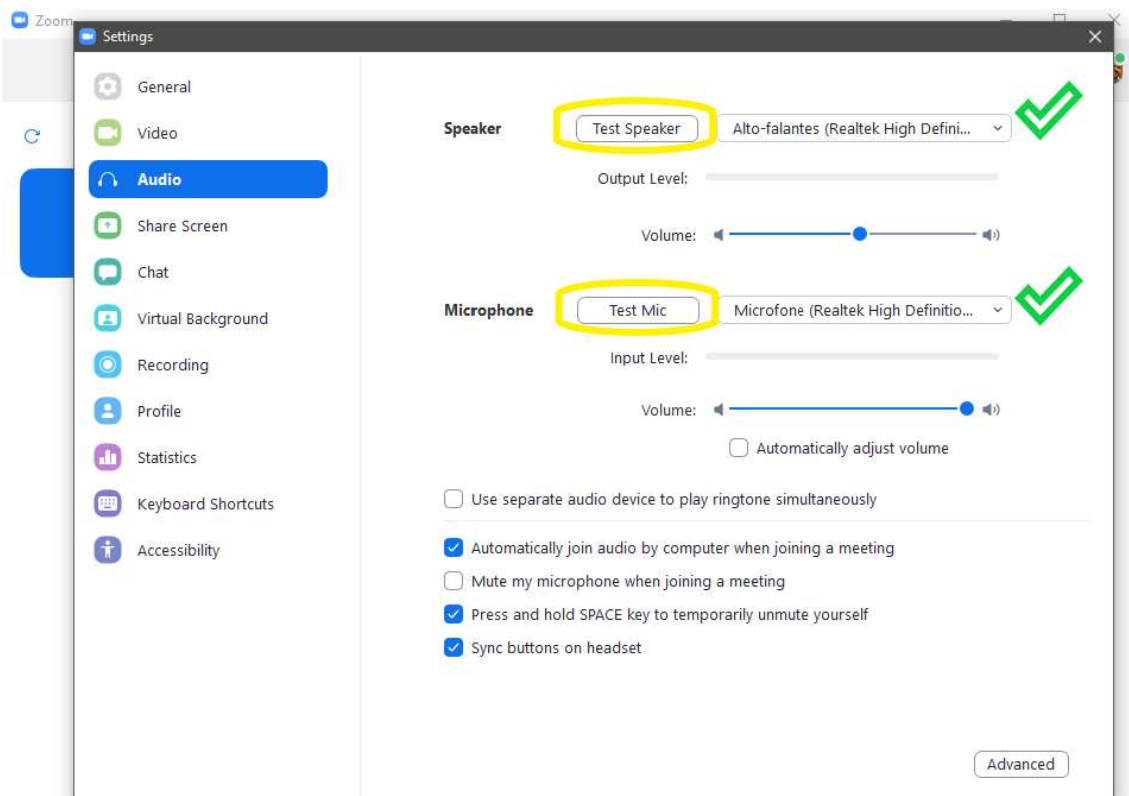 Zoom
Settings
General
Video
Audio
Share Screen
Chat
Virtual Background
Recording
Profile
Statistics
Keyboard Shortcuts
Accessibility
Speaker Test Speaker Alto-falantes (Realtek High Defini...
Output Level:
Volume:
Microphone Test Mic Microfone (Realtek High Definitio...
Input Level:
Volume:
Automatically adjust volume
Use separate audio device to play ringtone simultaneously
Automatically join audio by computer when joining a meeting
Mute my microphone when joining a meeting
Press and hold SPACE key to temporarily unmute yourself
Sync buttons on headset
Advanced